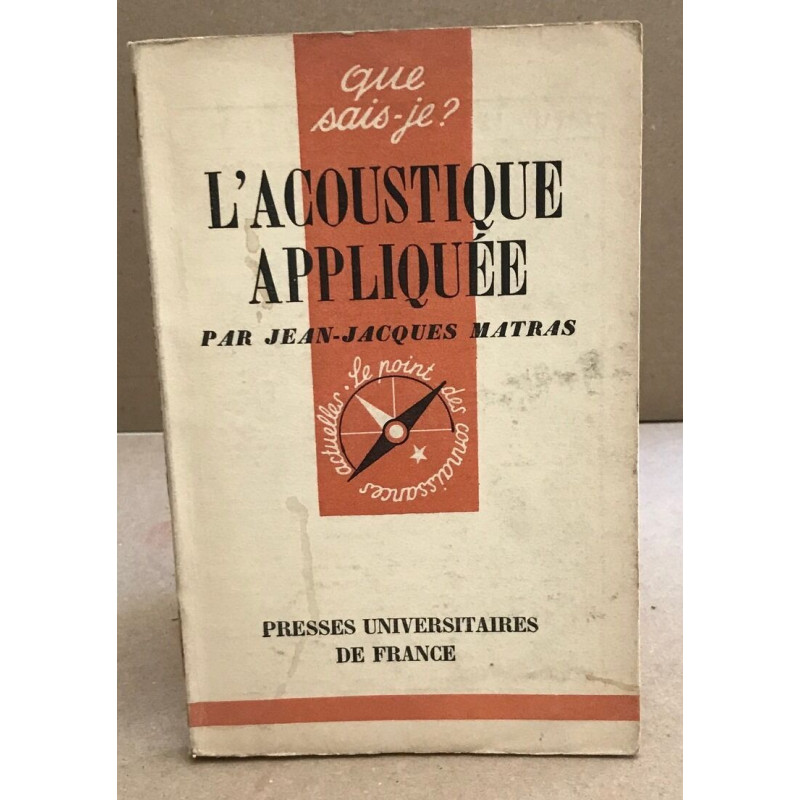 que
sais-je?
L'ACOUSTIQUE
APPLIQUÉE
PAR JEAN-JACQUES MATRAS
Le point des connaissances actuelles.
PRESSES UNIVERSITAIRES
DE FRANCE